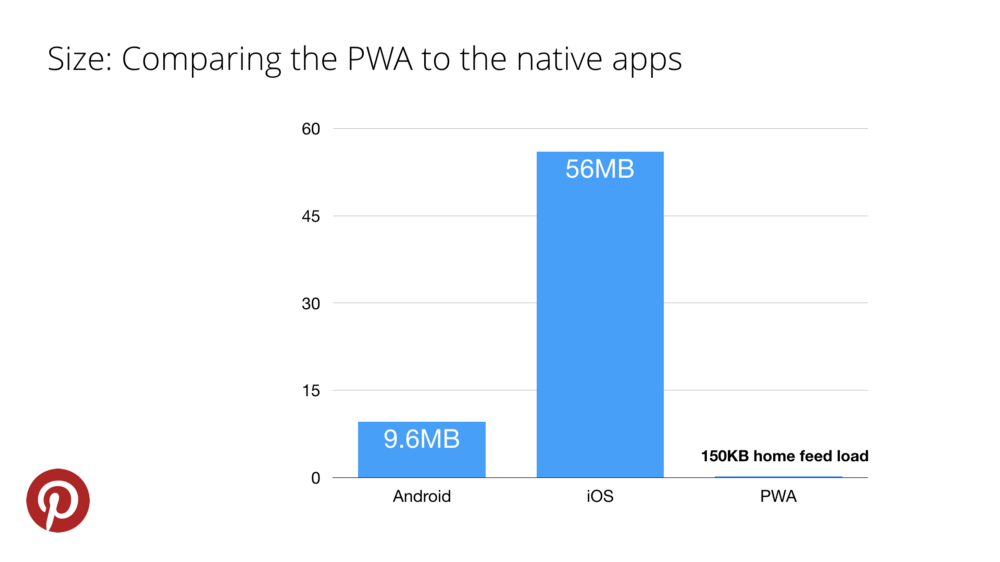 Size: Comparing the PWA to the native apps
60
56MB
45
30
15
9.6MB
150KB home feed load
0
Android
iOS
PWA